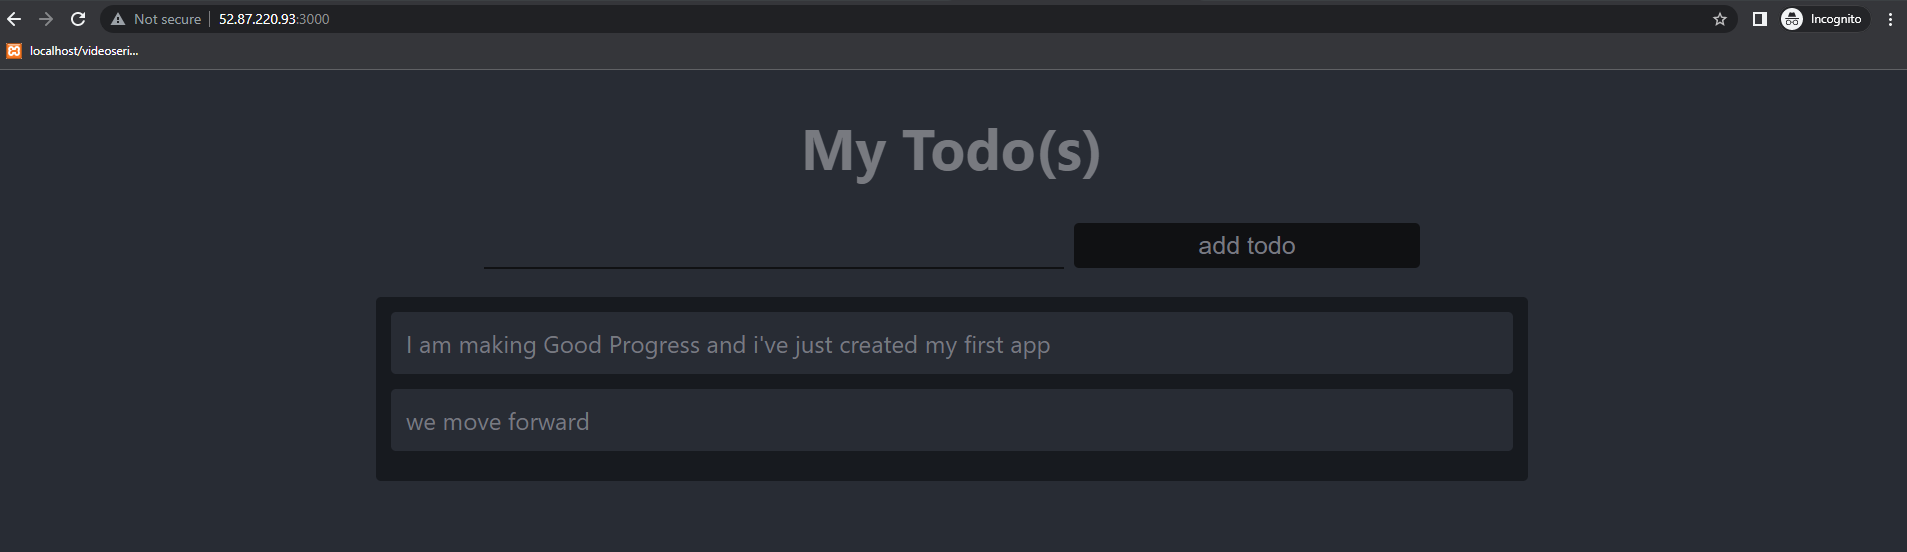 Not secure
52.87.220.93:3000
Incognito
localhost/videoseri...
My Todo(s)
add todo
I am making Good Progress and i've just created my first app
we move forward